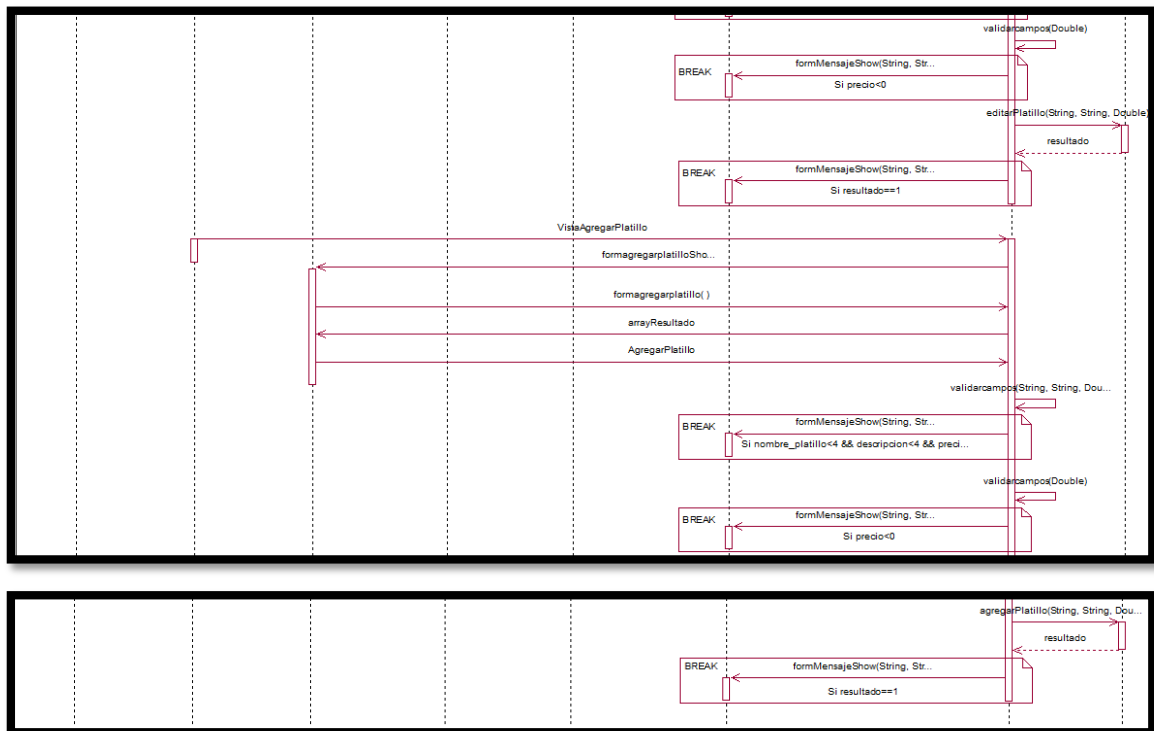 validarcampos(Double)
formMensajeShow(String, Str...
BREAK
Si precio<0
editarPlatillo(String, String, Double)
resultado
formMensajeShow(String, Str...
BREAK
Si resultado==1
VistaAgregarPlatillo
formagregarplatilloSho...
formagregarplatillo( )
arrayResultado
AgregarPlatillo
validarcampos(String, String, Dou...
formMensajeShow(String, Str...
BREAK
Si nombre_platillo<4 && descripcion<4 && preci...
validarcampos(Double)
formMensajeShow(String, Str...
BREAK
Si precio<0
agregarPlatillo(String, String, Dou...
resultado
formMensajeShow(String, Str...
BREAK
Si resultado==1